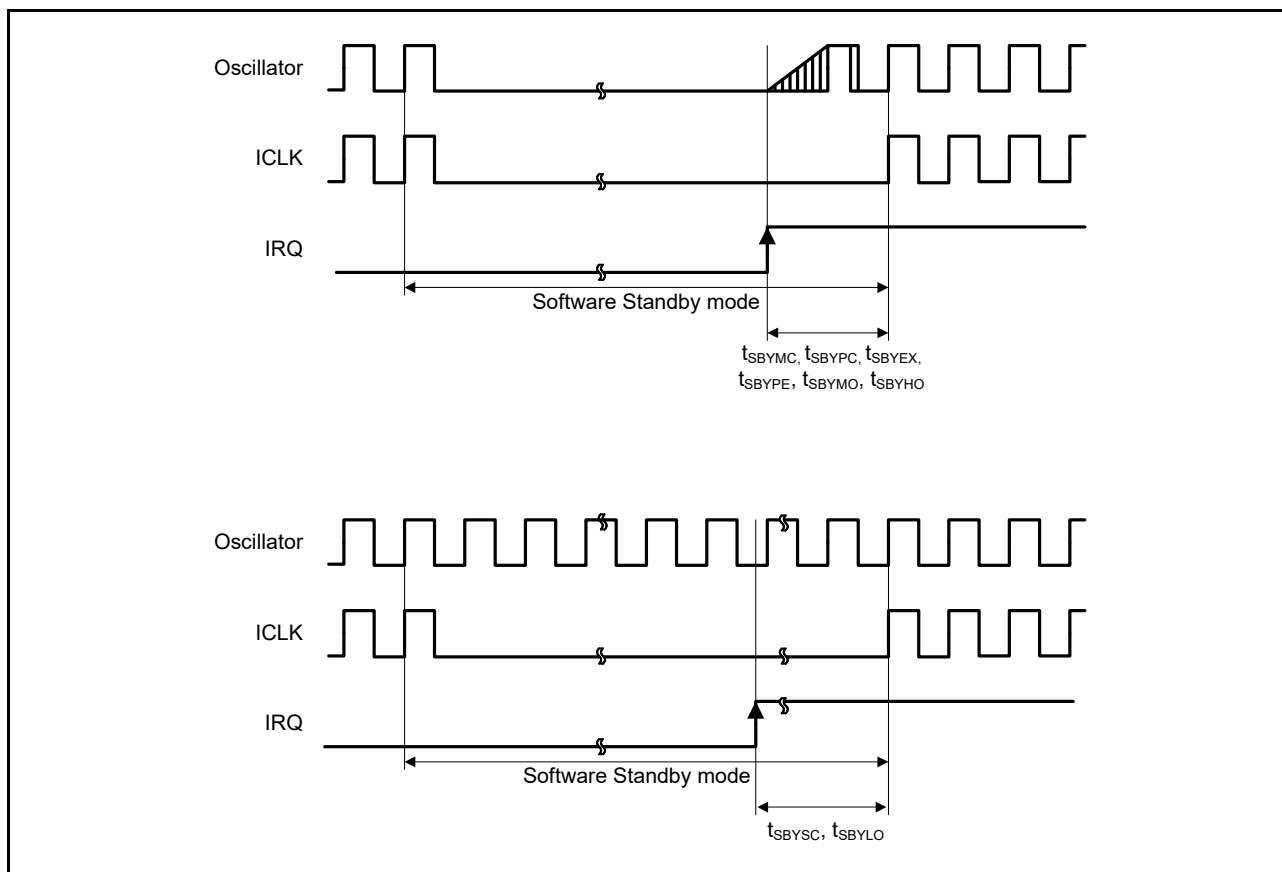 Oscillator
ICLK
IRQ
Software Standby mode
tSBYMC, tSBYPC, tSBYEX,
tSBYPE, tSBYMO, tSBYHO
Oscillator
ICLK
IRQ
Software Standby mode
tSBYSC, tSBYLO